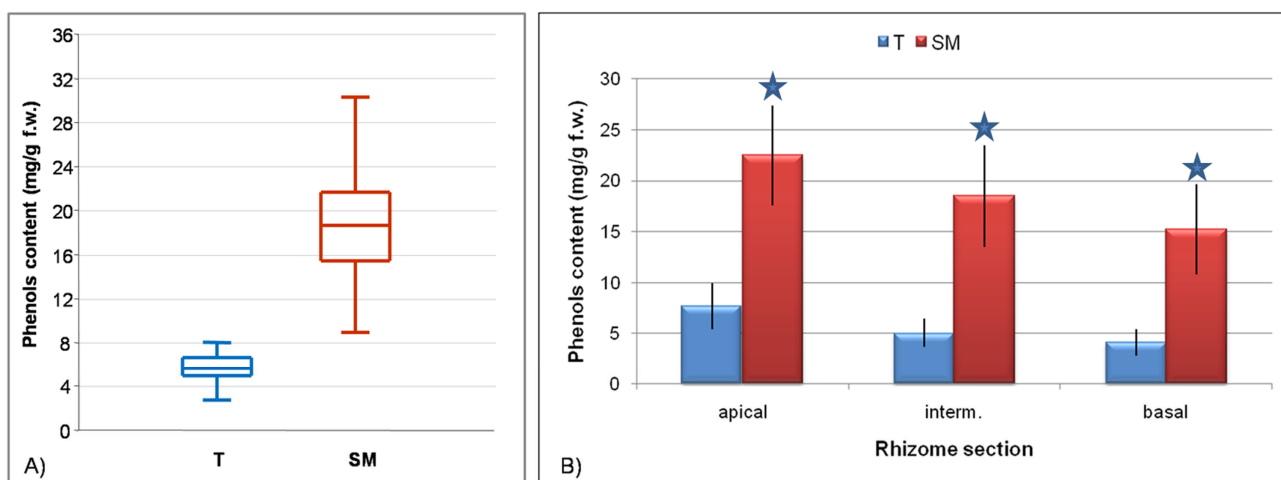 36
32
28
24
20
16
12
8
4
0
Phenols content (mg/g f.w.)
T SM
A)
T SM
30
25
20
15
10
5
0
Phenols content (mg/g f.w.)
apical interm. basal
Rhizome section
B)